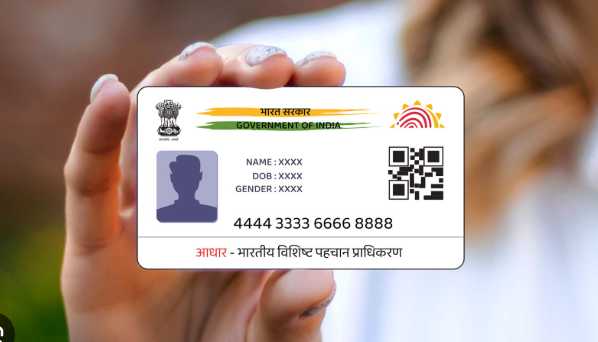 भारत सरकार
GOVERNMENT OF INDIA
NAME : XXXX
DOB : XXXX
GENDER : XXXX
4444 3333 6666 8888
आधार - भारतीय विशिष्ट पहचान प्राधिकरण